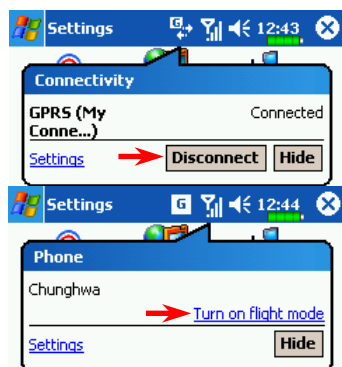 Settings G 12:43
Connectivity
GPRS (My Connected
Conne...)
Settings Disconnect Hide
Settings G 12:44
Phone
Chunghwa
Turn on flight mode
Settings Hide